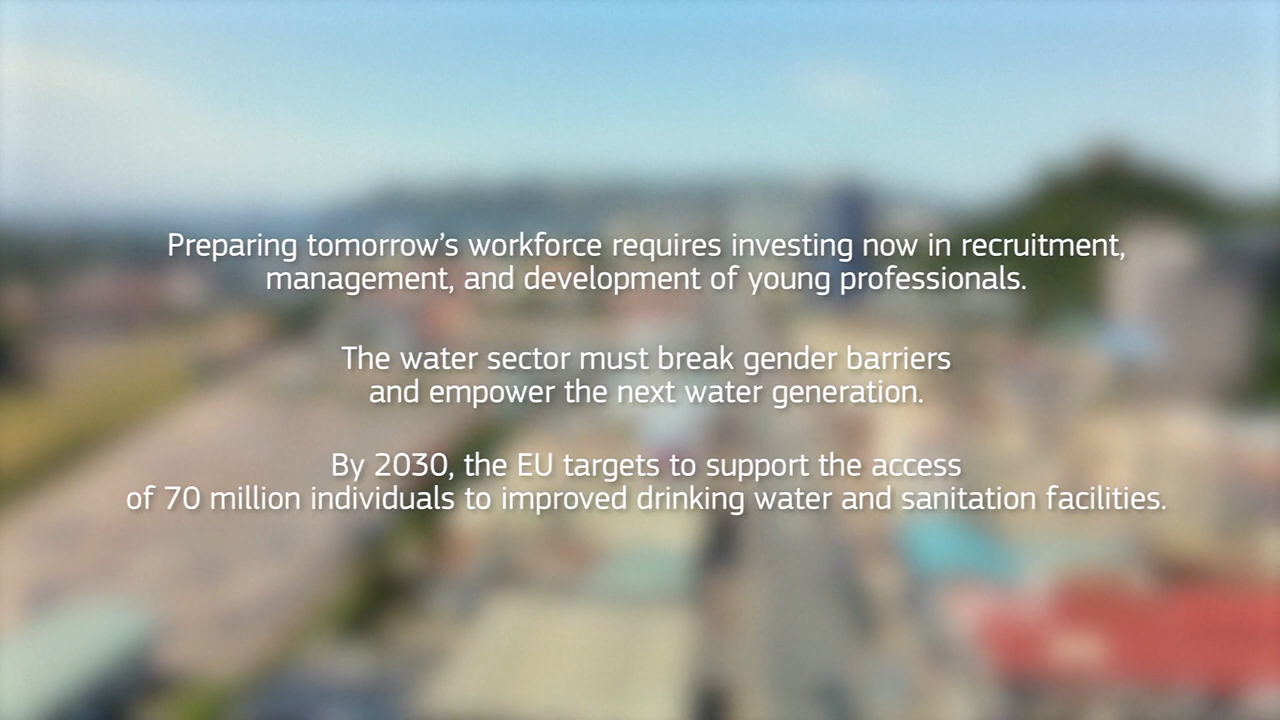 Preparing tomorrow’s workforce requires investing now in recruitment,
management, and development of young professionals.
The water sector must break gender barriers
and empower the next water generation.
By 2030, the EU targets to support the access
of 70 million individuals to improved drinking water and sanitation facilities.